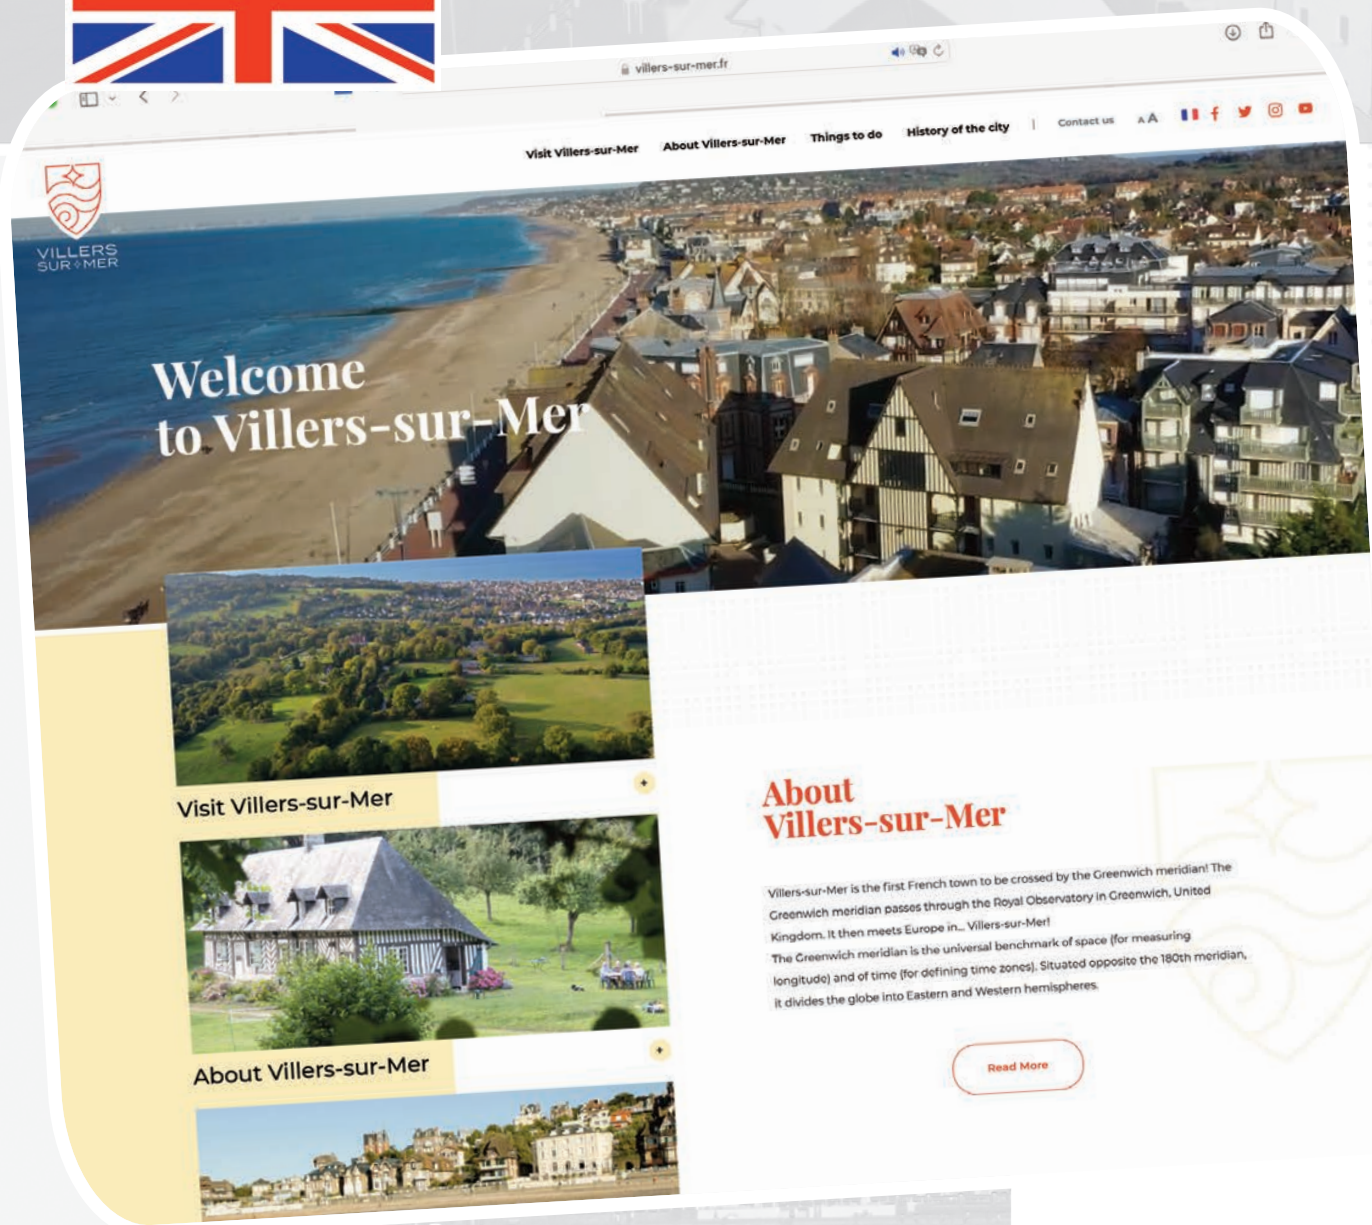 villers-sur-mer.fr
Visit Villers-sur-Mer
About Villers-sur-Mer
Things to do
History of the city
|
Contact us
A A
VILLERS
SUR MER
Welcome
to Villers-sur-Mer
Visit Villers-sur-Mer
+
About Villers-sur-Mer
+
About
Villers-sur-Mer
Villers-sur-Mer is the first French town to be crossed by the Greenwich meridian! The
Greenwich meridian passes through the Royal Observatory in Greenwich, United
Kingdom. It then meets Europe in... Villers-sur-Mer!
The Greenwich meridian is the universal benchmark of space (for measuring
longitude) and of time (for defining time zones). Situated opposite the 180th meridian,
it divides the globe into Eastern and Western hemispheres.
Read More